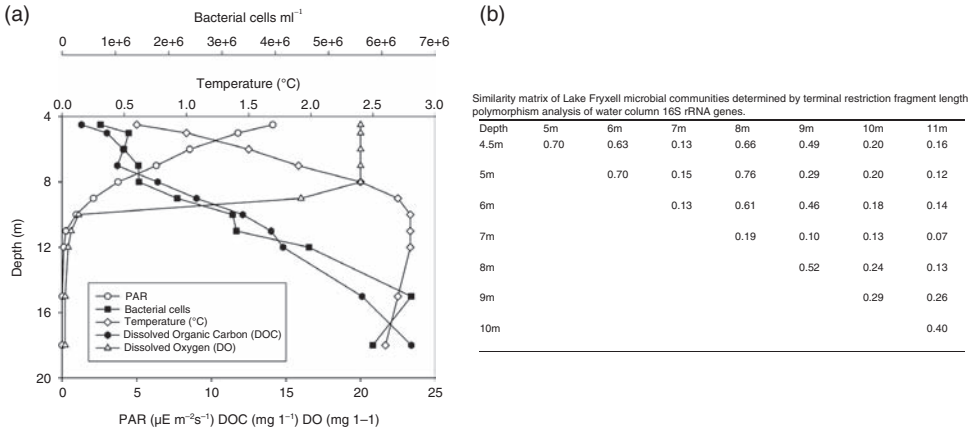 (a)
Bacterial cells ml⁻¹
0 1e+6 2e+6 3e+6 4e+6 5e+6 6e+6 7e+6
Temperature (°C)
0.0 0.5 1.0 1.5 2.0 2.5 3.0
4
8
12
16
20
Depth (m)
PAR
Bacterial cells
Temperature (°C)
Dissolved Organic Carbon (DOC)
Dissolved Oxygen (DO)
0 5 10 15 20 25
PAR (µE m⁻²s⁻¹) DOC (mg 1⁻¹) DO (mg 1–1)
(b)
Similarity matrix of Lake Fryxell microbial communities determined by terminal restriction fragment length
polymorphism analysis of water column 16S rRNA genes.
Depth 5m 6m 7m 8m 9m 10m 11m
4.5m 0.70 0.63 0.13 0.66 0.49 0.20 0.16
5m 0.70 0.15 0.76 0.29 0.20 0.12
6m 0.13 0.61 0.46 0.18 0.14
7m 0.19 0.10 0.13 0.07
8m 0.52 0.24 0.13
9m 0.29 0.26
10m 0.40